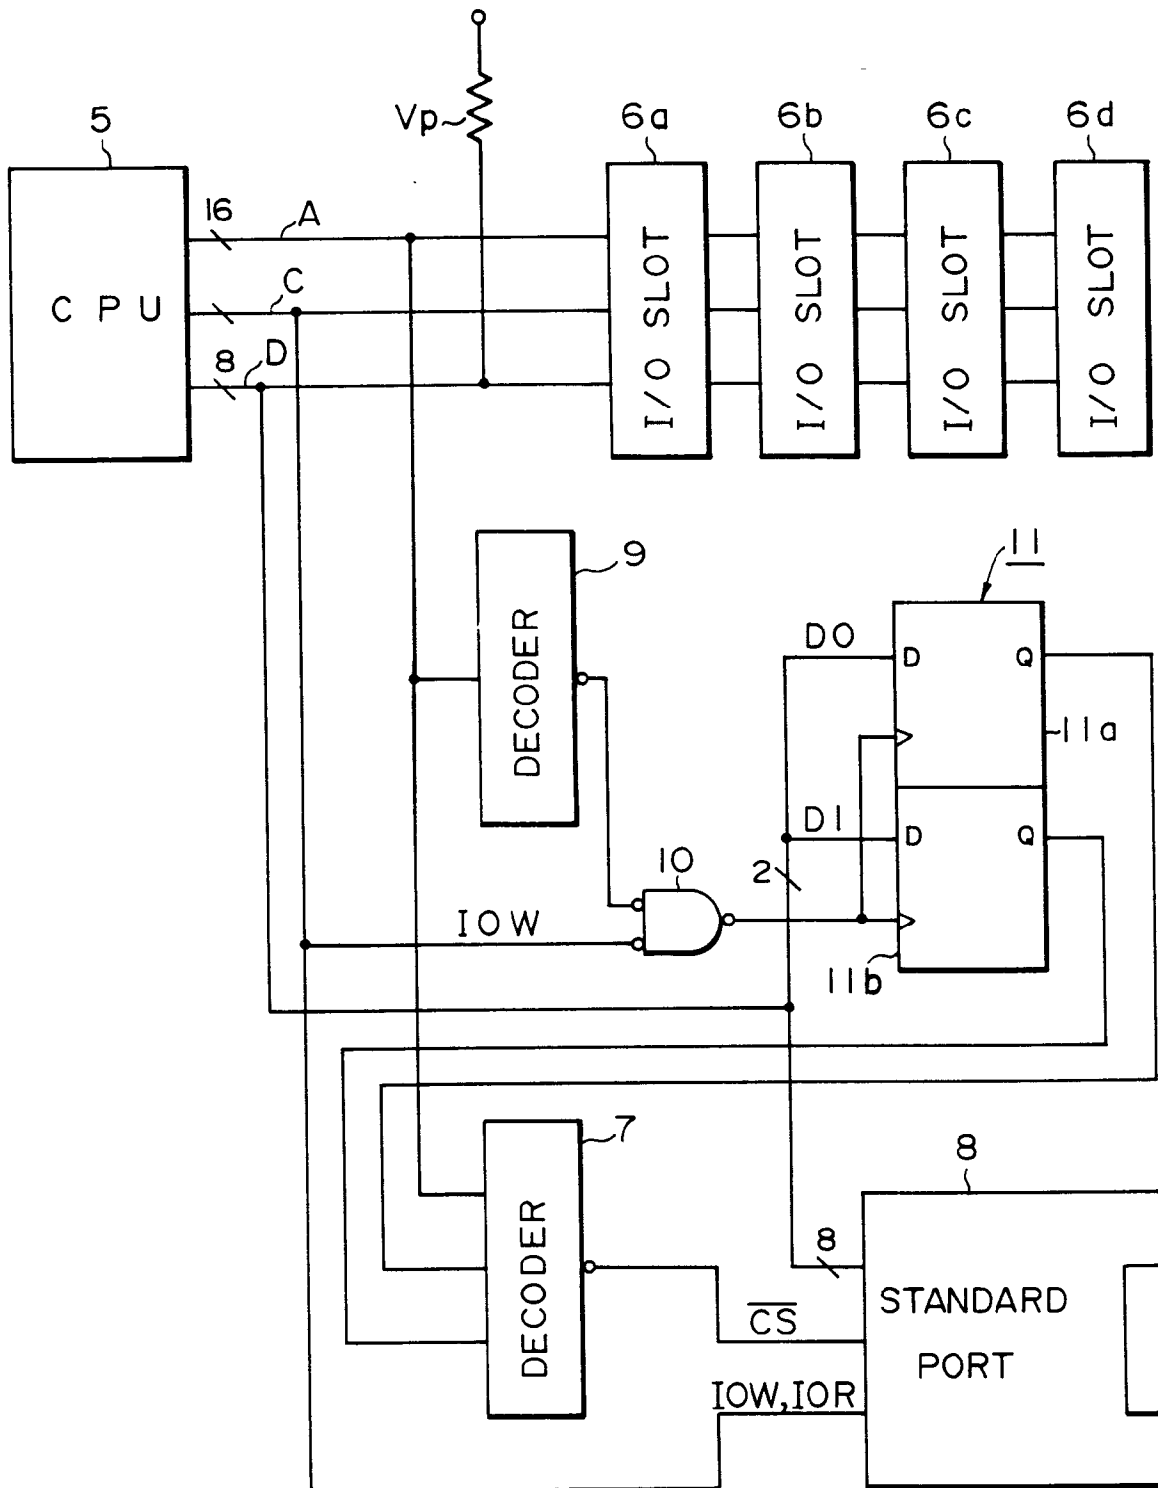 5
Vp
6a
6b
6c
6d
16
A
C
8
D
CPU
I/O SLOT
I/O SLOT
I/O SLOT
I/O SLOT
9
DECODER
11
D0
D
Q
11a
D1
D
Q
2
10
IOW
11b
7
DECODER
8
8
STANDARD
PORT
CS
IOW, IOR